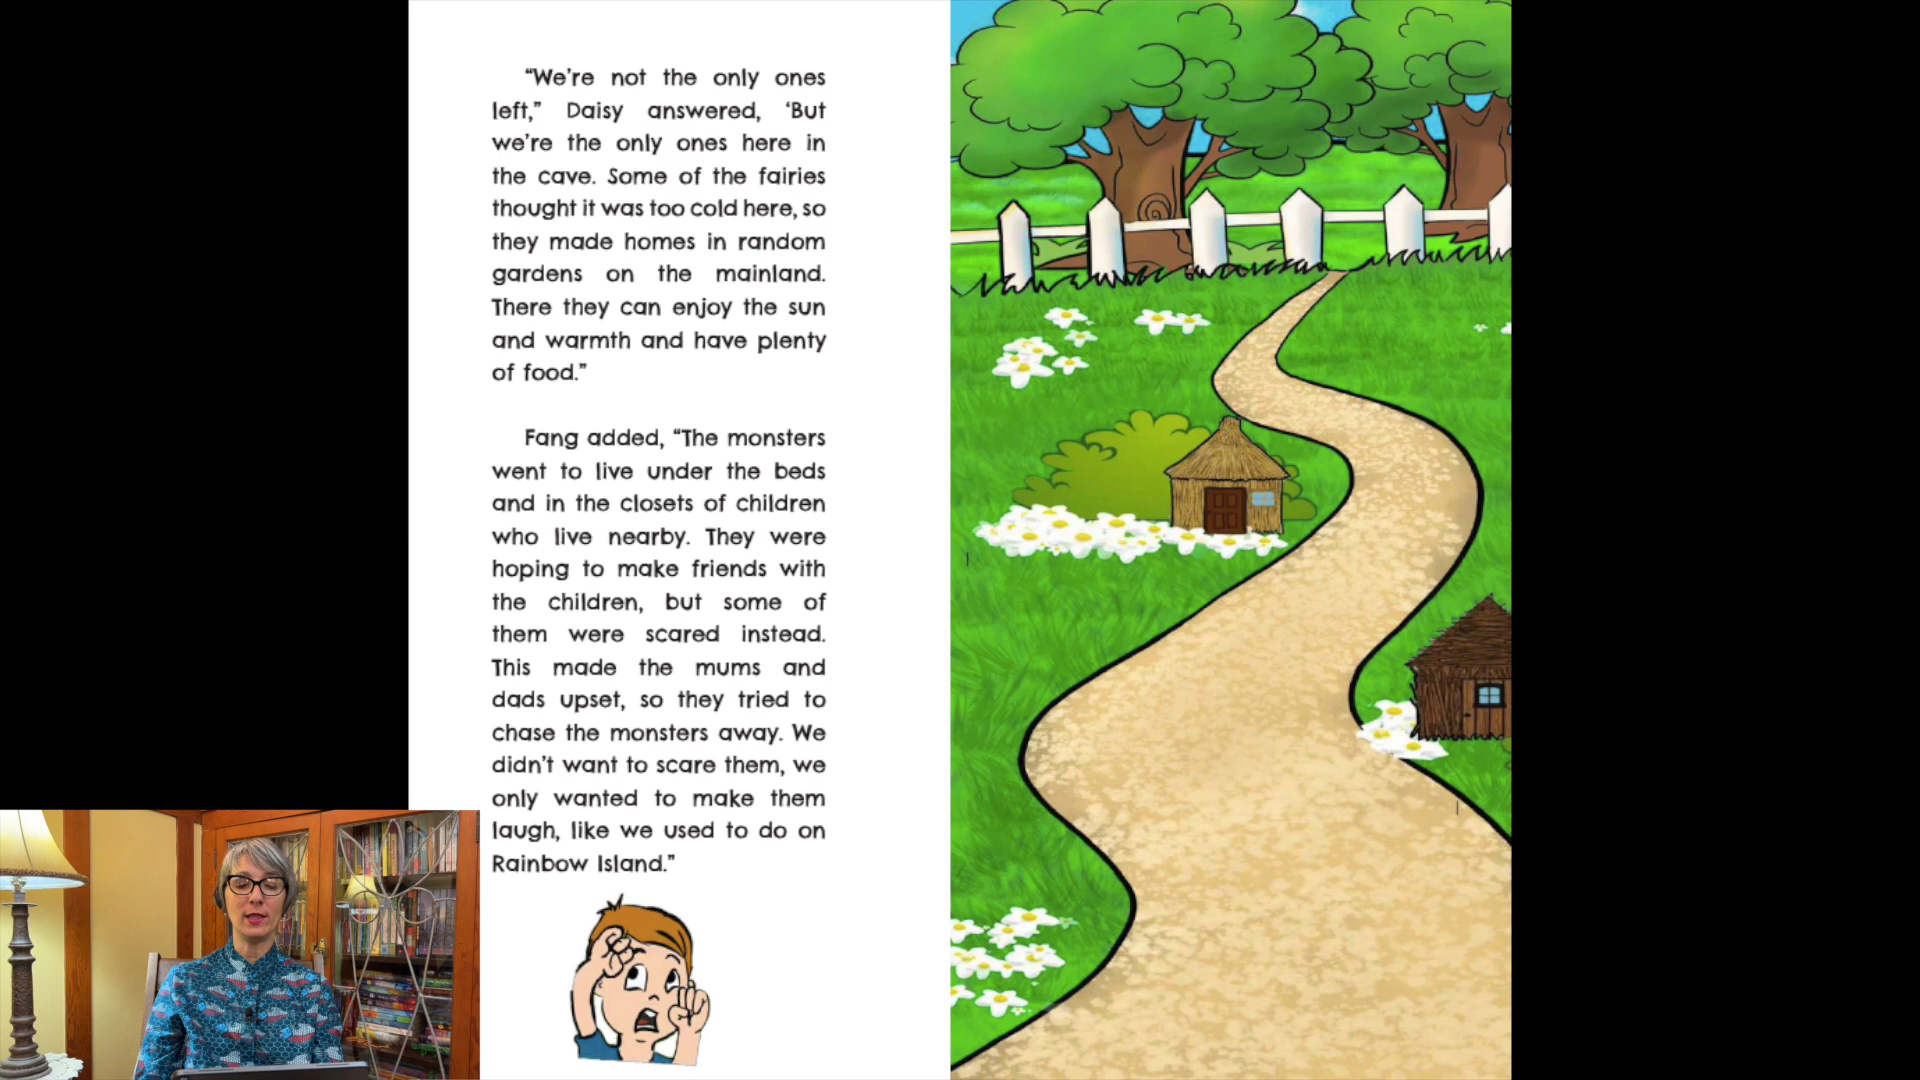 “We’re not the only ones
left,” Daisy answered, ‘But
we’re the only ones here in
the cave. Some of the fairies
thought it was too cold here, so
they made homes in random
gardens on the mainland.
There they can enjoy the sun
and warmth and have plenty
of food.”
Fang added, “The monsters
went to live under the beds
and in the closets of children
who live nearby. They were
hoping to make friends with
the children, but some of
them were scared instead.
This made the mums and
dads upset, so they tried to
chase the monsters away. We
didn’t want to scare them, we
only wanted to make them
laugh, like we used to do on
Rainbow Island.”